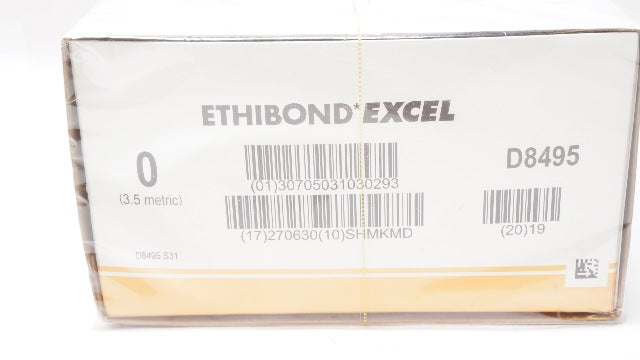 ETHIBOND* EXCEL
0
(3.5 metric)
D8495
(01)30705031030293
(17)270630(10)SHMKMD
(20)19
D8495.S31